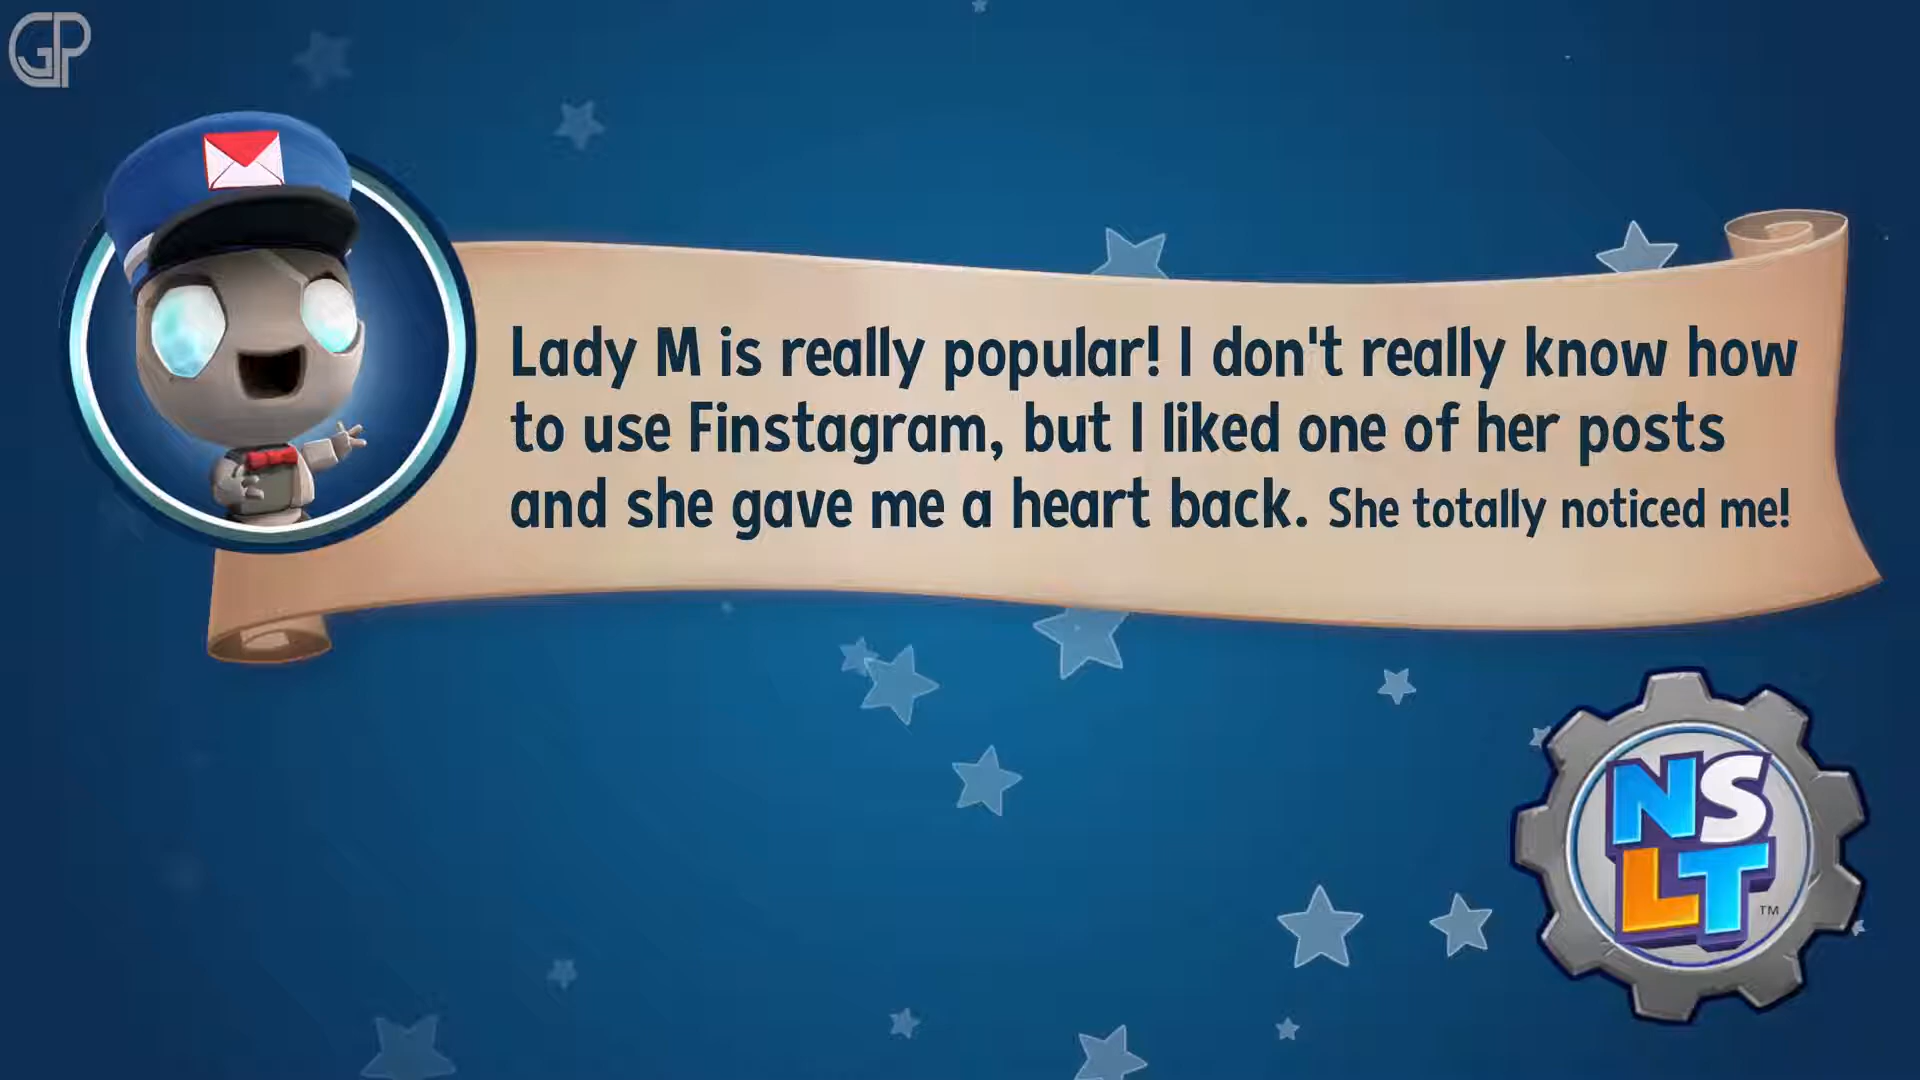 GP
Lady M is really popular! I don't really know how
to use Finstagram, but I liked one of her posts
and she gave me a heart back. She totally noticed me!
NS
LT
TM